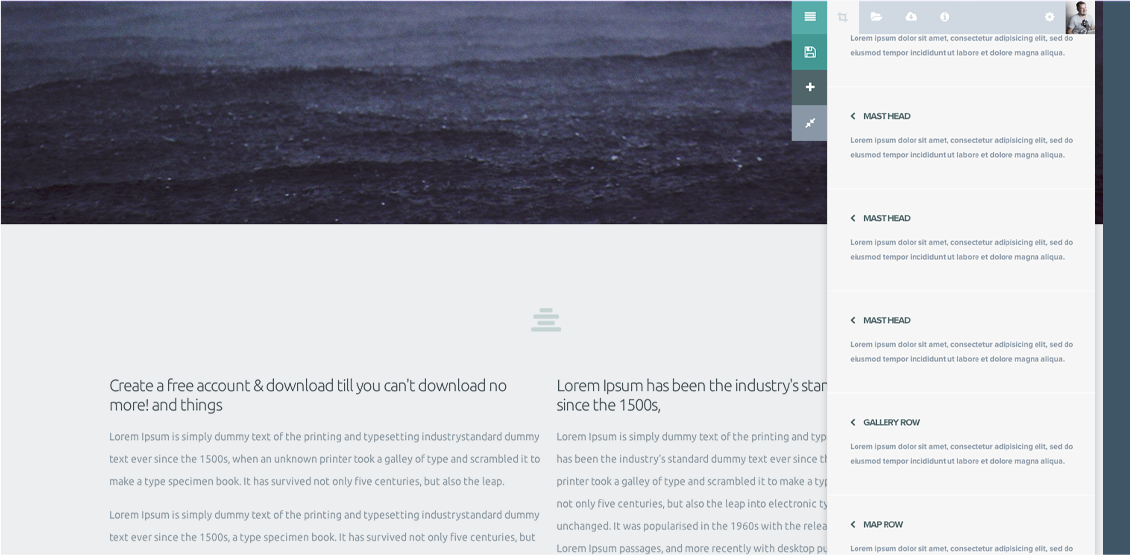 Create a free account & download till you can't download no
more! and things
Lorem Ipsum is simply dummy text of the printing and typesetting industrystandard dummy
text ever since the 1500s, when an unknown printer took a galley of type and scrambled it to
make a type specimen book. It has survived not only five centuries, but also the leap.
Lorem Ipsum is simply dummy text of the printing and typesetting industrystandard dummy
text ever since the 1500s, a type specimen book. It has survived not only five centuries, but
Lorem Ipsum has been the industry's stan
since the 1500s,
Lorem Ipsum is simply dummy text of the printing and typ
has been the industry's standard dummy text ever since th
printer took a galley of type and scrambled it to make a typ
not only five centuries, but also the leap into electronic ty
unchanged. It was popularised in the 1960s with the relea
Lorem Ipsum passages, and more recently with desktop pu
Lorem ipsum dolor sit amet, consectetur adipisicing elit, sed do
eiusmod tempor incididunt ut labore et dolore magna aliqua.
MAST HEAD
Lorem ipsum dolor sit amet, consectetur adipisicing elit, sed do
eiusmod tempor incididunt ut labore et dolore magna aliqua.
MAST HEAD
Lorem ipsum dolor sit amet, consectetur adipisicing elit, sed do
eiusmod tempor incididunt ut labore et dolore magna aliqua.
MAST HEAD
Lorem ipsum dolor sit amet, consectetur adipisicing elit, sed do
eiusmod tempor incididunt ut labore et dolore magna aliqua.
GALLERY ROW
Lorem ipsum dolor sit amet, consectetur adipisicing elit, sed do
eiusmod tempor incididunt ut labore et dolore magna aliqua.
MAP ROW
Lorem ipsum dolor sit amet, consectetur adipisicing elit, sed do